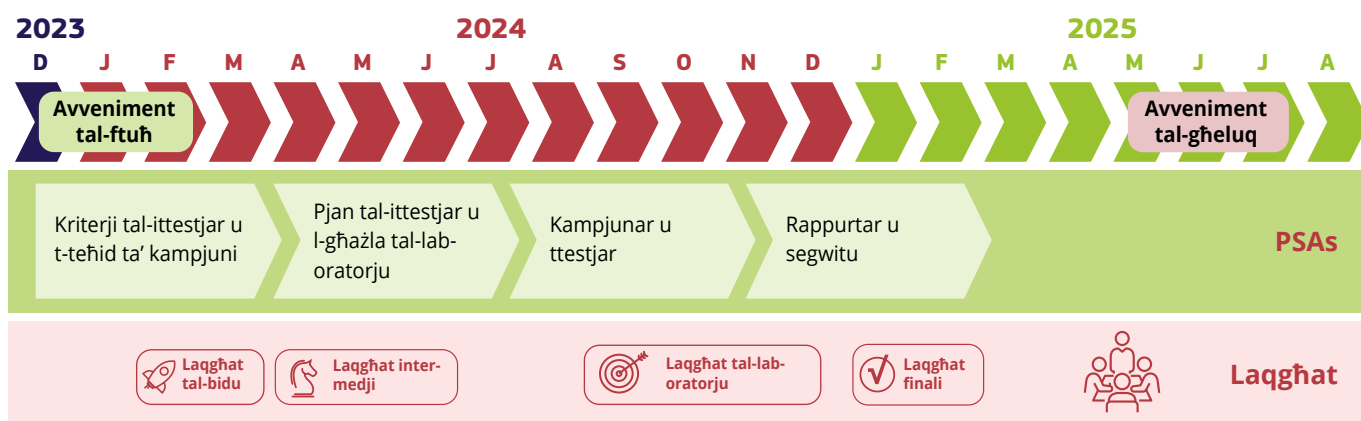 2023
2024
2025
D J F M A M J J A S O N D J F M A M J J A
Avveniment
tal-ftuħ
Avveniment
tal-għeluq
Kriterji tal-ittestjar u
t-teħid ta’ kampjuni
Pjan tal-ittestjar u
l-għażla tal-lab-
oratorju
Kampjunar u
ttestjar
Rappurtar u
segwitu
PSAs
Laqgħat
tal-bidu
Laqgħat inter-
medji
Laqgħat tal-lab-
oratorju
Laqgħat
finali
Laqgħat